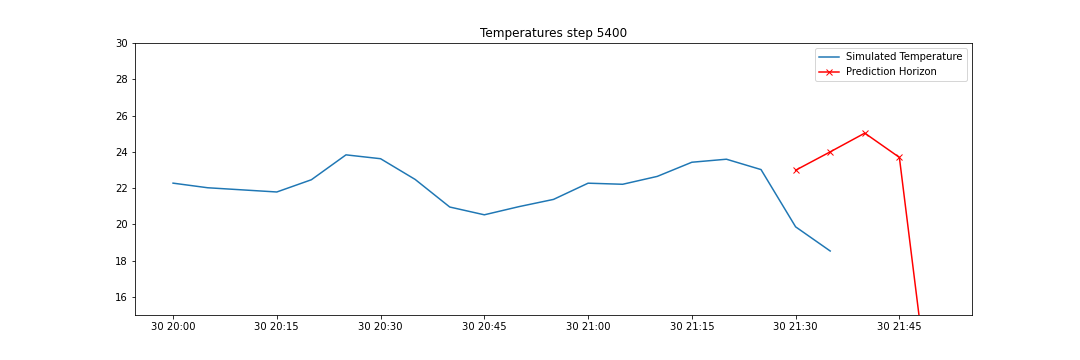 Temperatures step 5400
30
28
26
24
22
20
18
16
Simulated Temperature
Prediction Horizon
30 20:00 30 20:15 30 20:30 30 20:45 30 21:00 30 21:15 30 21:30 30 21:45